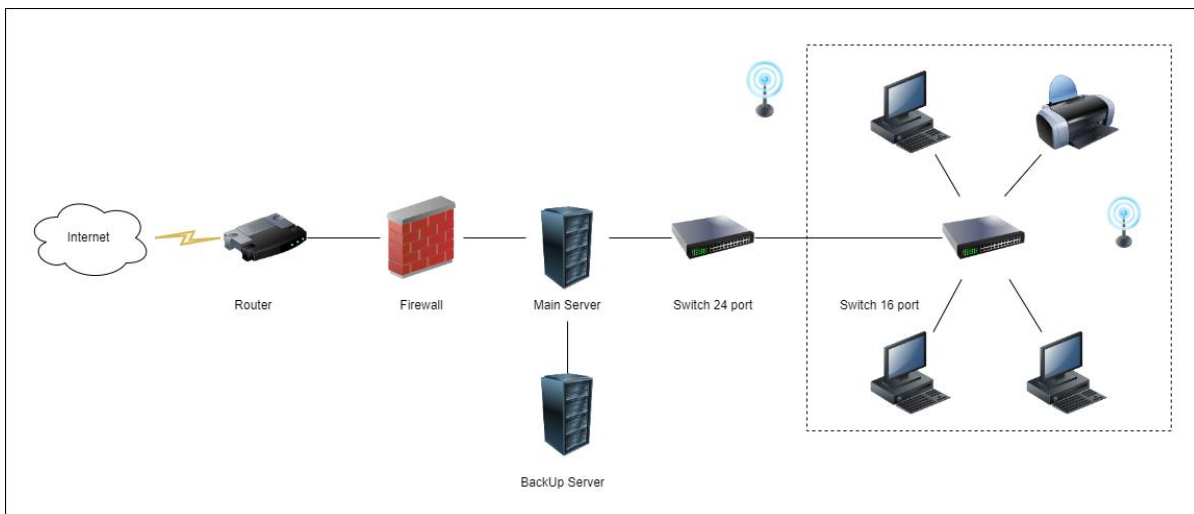 Internet
Router
Firewall
Main Server
Switch 24 port
Switch 16 port
BackUp Server